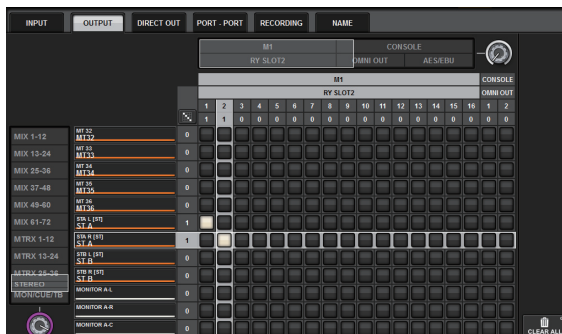 INPUT OUTPUT DIRECT OUT PORT - PORT RECORDING NAME
M1 CONSOLE
RY SLOT2 OMNI OUT AES/EBU
M1 CONSOLE
RY SLOT2 OMNI OUT
1 2 3 4 5 6 7 8 9 10 11 12 13 14 15 16 1 2
1 1 0 0 0 0 0 0 0 0 0 0 0 0 0 0 0 0
MIX 1-12
MIX 13-24
MIX 25-36
MIX 37-48
MIX 49-60
MIX 61-72
MTRX 1-12
MTRX 13-24
MTRX 25-36
STEREO
MON/CUE/TB
MT 32
MT32 0
MT 33
MT33 0
MT 34
MT34 0
MT 35
MT35 0
MT 36
MT36 0
STA L [ST]
ST A 1
STA R [ST]
ST A 1
STB L [ST]
ST B 0
STB R [ST]
ST B 0
MONITOR A-L 0
MONITOR A-R 0
MONITOR A-C 0
CLEAR ALL